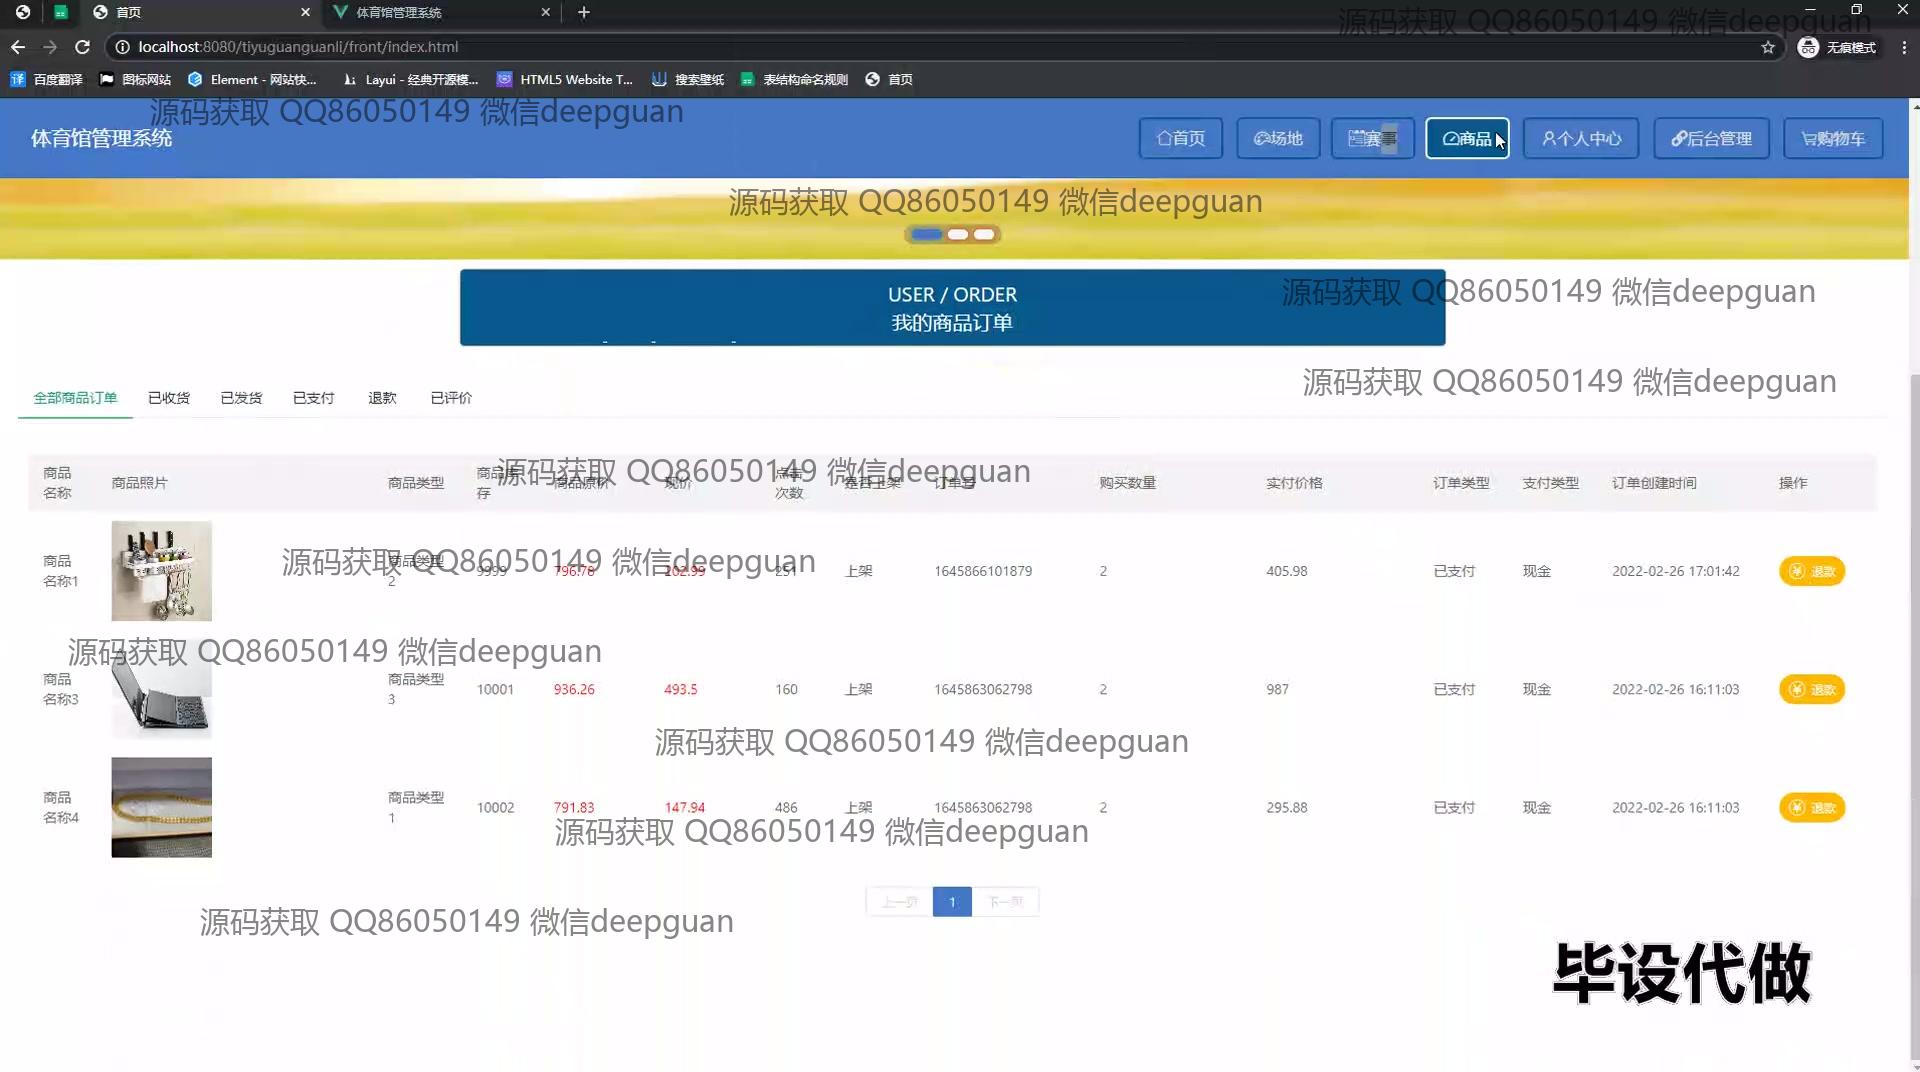 首页
体育馆管理系统
源码获取 QQ86050149 微信deepguan
localhost:8080/tiyuguanguanli/front/index.html
无痕模式
百度翻译
图标网站
Element - 网站快...
Layui - 经典开源模...
HTML5 Website T...
搜索壁纸
表结构命名规则
首页
源码获取 QQ86050149 微信deepguan
体育馆管理系统
首页
场地
赛事
商品
个人中心
后台管理
购物车
源码获取 QQ86050149 微信deepguan
USER / ORDER
我的商品订单
源码获取 QQ86050149 微信deepguan
源码获取 QQ86050149 微信deepguan
全部商品订单 已收货 已发货 已支付 退款 已评价
商品名称 商品照片 商品类型 商品库存 商品原价 现价 点击次数 是否上架 订单号 购买数量 实付价格 订单类型 支付类型 订单创建时间 操作
源码获取 QQ86050149 微信deepguan
商品名称1 商品类型2 9999 796.78 202.99 251 上架 1645866101879 2 405.98 已支付 现金 2022-02-26 17:01:42 退款
源码获取 QQ86050149 微信deepguan
源码获取 QQ86050149 微信deepguan
商品名称3 商品类型3 10001 936.26 493.5 160 上架 1645863062798 2 987 已支付 现金 2022-02-26 16:11:03 退款
源码获取 QQ86050149 微信deepguan
商品名称4 商品类型1 10002 791.83 147.94 486 上架 1645863062798 2 295.88 已支付 现金 2022-02-26 16:11:03 退款
源码获取 QQ86050149 微信deepguan
上一页 1 下一页
源码获取 QQ86050149 微信deepguan
毕设代做